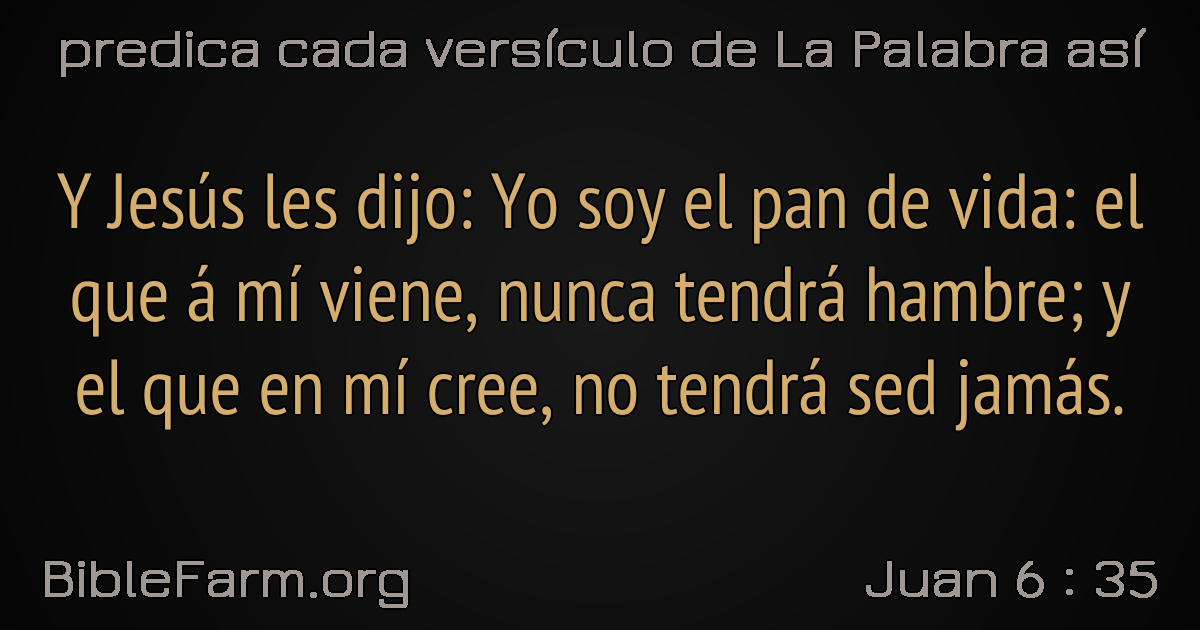 predica cada versículo de La Palabra así
Y Jesús les dijo: Yo soy el pan de vida: el
que á mí viene, nunca tendrá hambre; y
el que en mí cree, no tendrá sed jamás.
BibleFarm.org
Juan 6 : 35